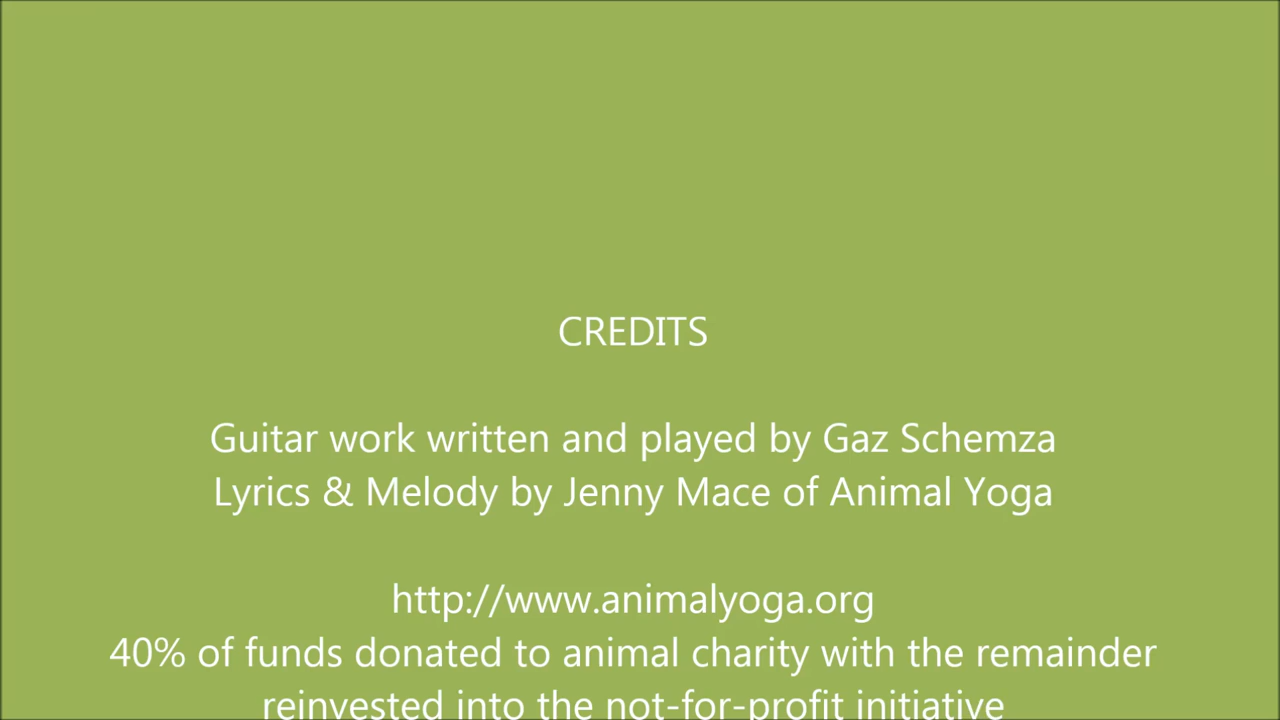 CREDITS
Guitar work written and played by Gaz Schemza
Lyrics & Melody by Jenny Mace of Animal Yoga
http://www.animalyoga.org
40% of funds donated to animal charity with the remainder
reinvested into the not-for-profit initiative